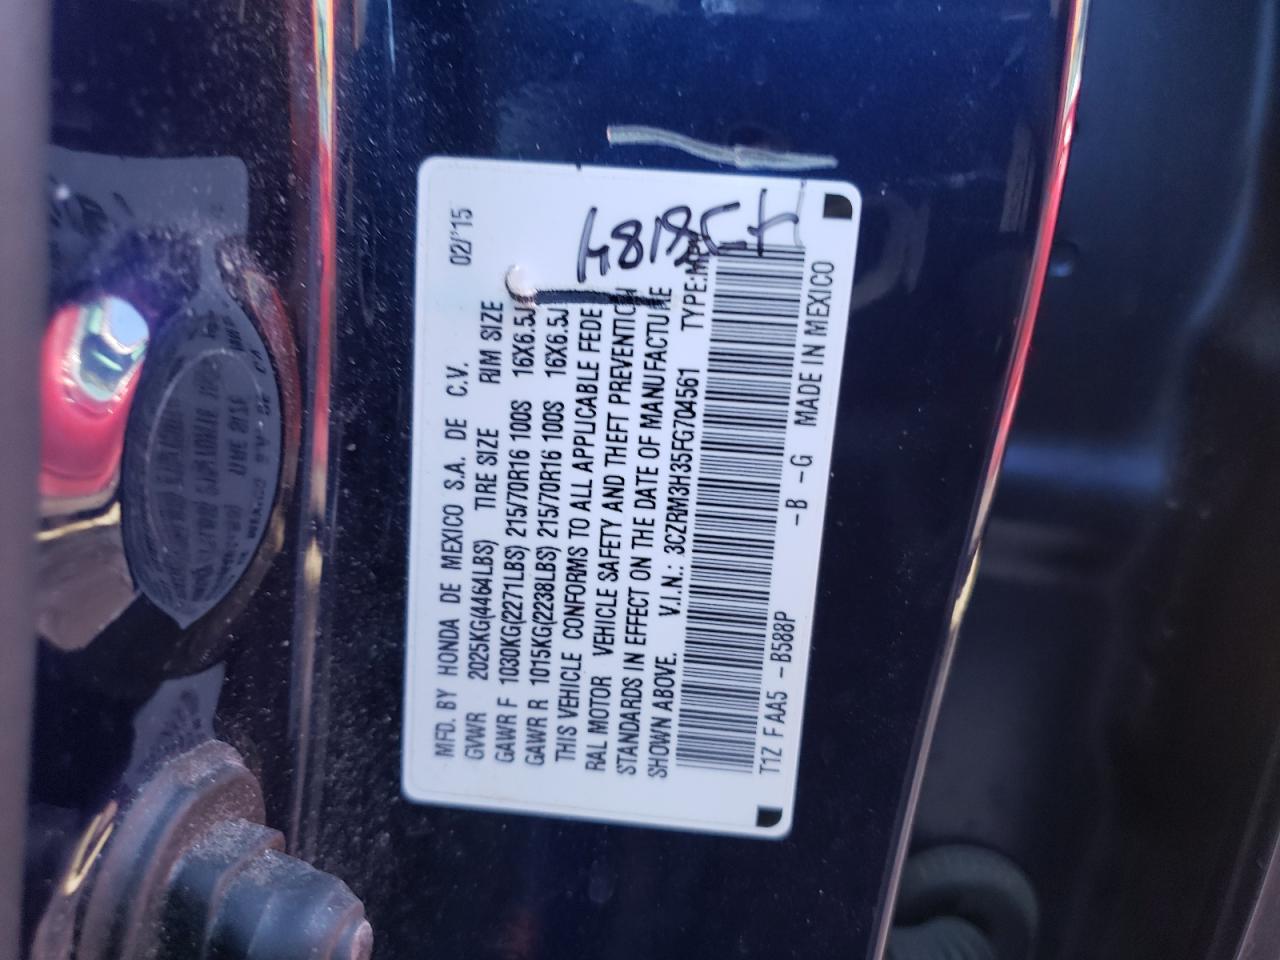 MFD. BY HONDA DE MEXICO S.A. DE C.V. 02/'15
GVWR 2025KG(4464LBS) TIRE SIZE RIM SIZE
GAWR F 1030KG(2271LBS) 215/70R16 100S 16X6.5J
GAWR R 1015KG(2238LBS) 215/70R16 100S 16X6.5J
THIS VEHICLE CONFORMS TO ALL APPLICABLE FEDE
RAL MOTOR VEHICLE SAFETY AND THEFT PREVENTION
STANDARDS IN EFFECT ON THE DATE OF MANUFACTURE
SHOWN ABOVE. V.I.N.: 3CZRM3H35FG704561 TYPE:
T1Z F AA5 -B588P -B -G MADE IN MEXICO